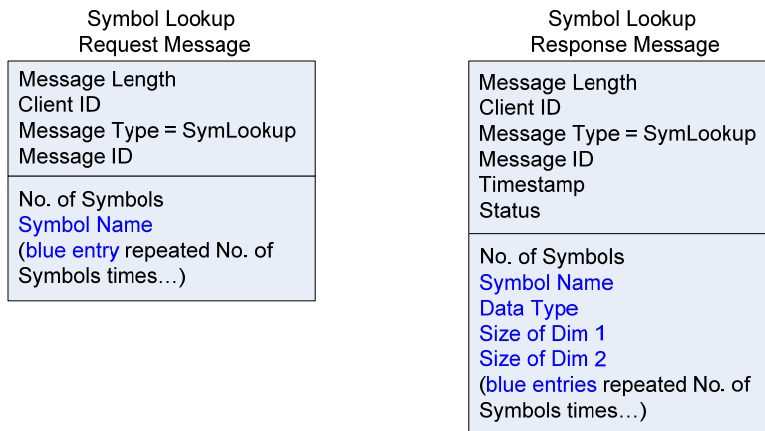 Symbol Lookup
Request Message
Message Length
Client ID
Message Type = SymLookup
Message ID
No. of Symbols
Symbol Name
(blue entry repeated No. of
Symbols times…)
Symbol Lookup
Response Message
Message Length
Client ID
Message Type = SymLookup
Message ID
Timestamp
Status
No. of Symbols
Symbol Name
Data Type
Size of Dim 1
Size of Dim 2
(blue entries repeated No. of
Symbols times…)